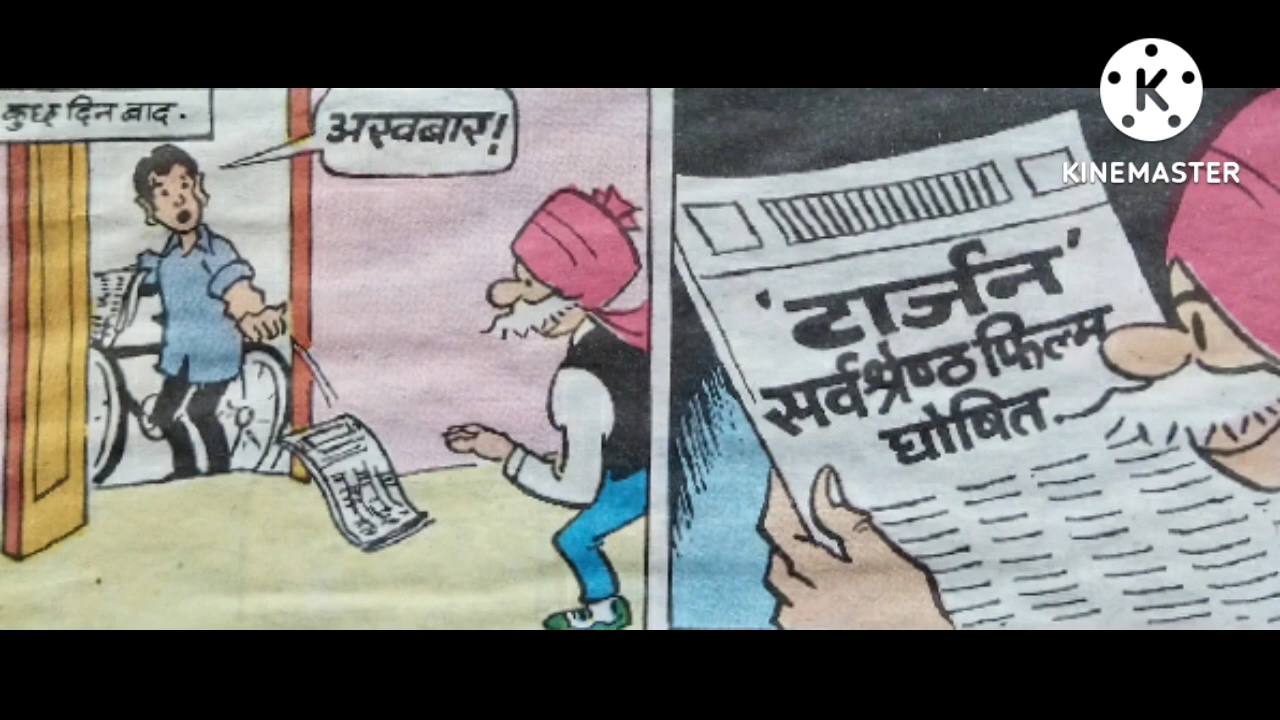 कुछ दिन बाद.
अखबार!
'टार्जन'
सर्वश्रेष्ठ फिल्म
घोषित.
KINEMASTER